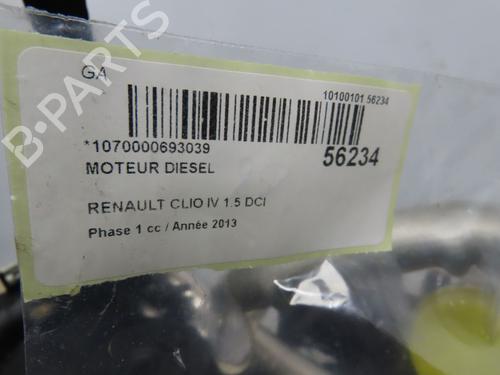 GA
10100101 56234
*1070000693039
56234
MOTEUR DIESEL
RENAULT CLIO IV 1.5 DCI
Phase 1 cc / Année 2013
B-PARTS